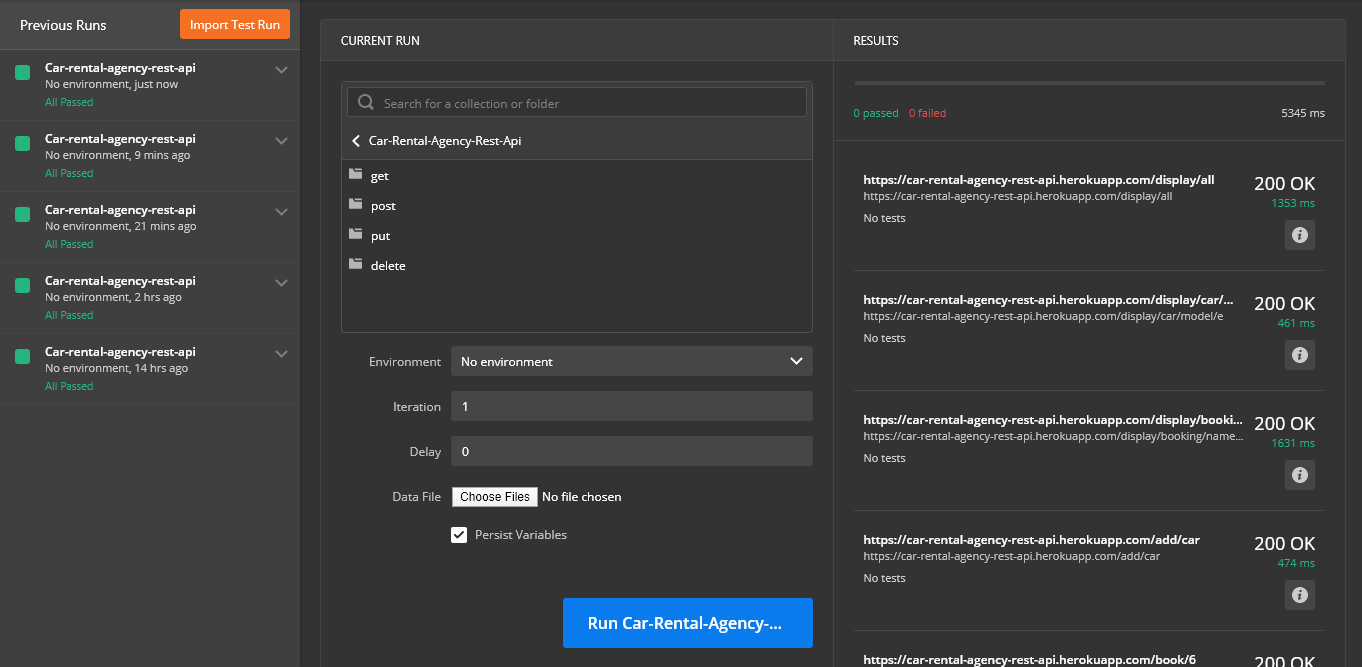 Previous Runs
Import Test Run
Car-rental-agency-rest-api
No environment, just now
All Passed
Car-rental-agency-rest-api
No environment, 9 mins ago
All Passed
Car-rental-agency-rest-api
No environment, 21 mins ago
All Passed
Car-rental-agency-rest-api
No environment, 2 hrs ago
All Passed
Car-rental-agency-rest-api
No environment, 14 hrs ago
All Passed
CURRENT RUN
Search for a collection or folder
Car-Rental-Agency-Rest-Api
get
post
put
delete
Environment No environment
Iteration 1
Delay 0
Data File Choose Files No file chosen
Persist Variables
Run Car-Rental-Agency-...
RESULTS
0 passed 0 failed 5345 ms
https://car-rental-agency-rest-api.herokuapp.com/display/all
200 OK
https://car-rental-agency-rest-api.herokuapp.com/display/all
1353 ms
No tests
https://car-rental-agency-rest-api.herokuapp.com/display/car/...
200 OK
https://car-rental-agency-rest-api.herokuapp.com/display/car/model/e
461 ms
No tests
https://car-rental-agency-rest-api.herokuapp.com/display/booki...
200 OK
https://car-rental-agency-rest-api.herokuapp.com/display/booking/name...
1631 ms
No tests
https://car-rental-agency-rest-api.herokuapp.com/add/car
200 OK
https://car-rental-agency-rest-api.herokuapp.com/add/car
474 ms
No tests
https://car-rental-agency-rest-api.herokuapp.com/book/6
200 OK